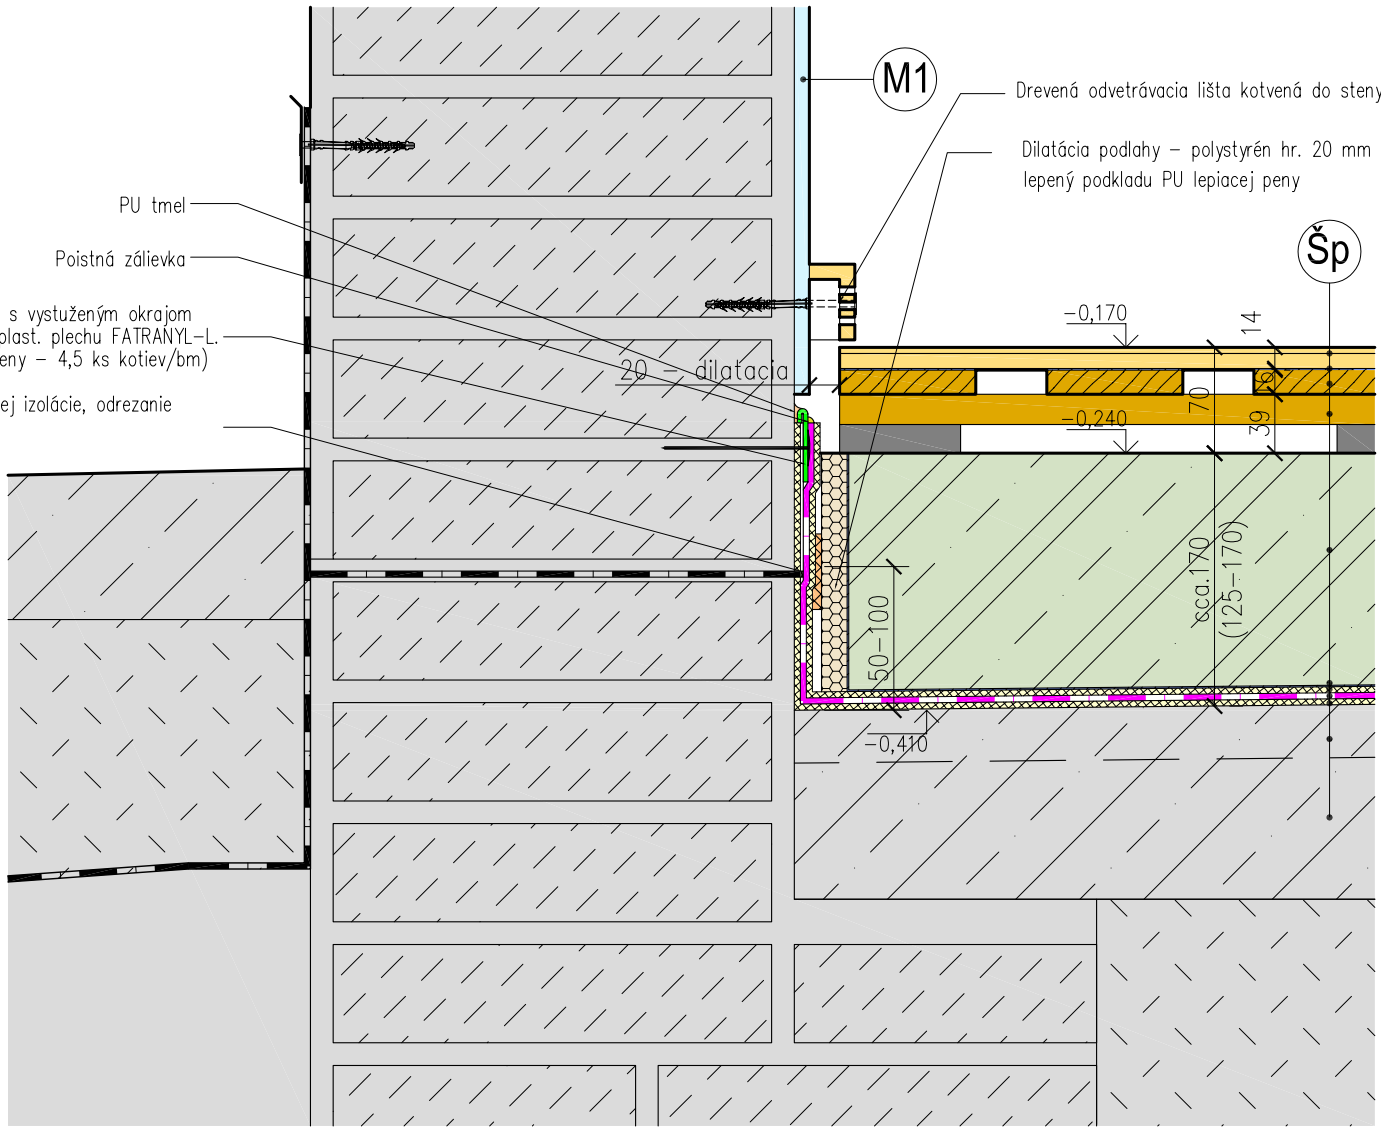 M1
Drevená odvetrávacia lišta kotvená do steny
Dilatácia podlahy – polystyrén hr. 20 mm
lepený podkladu PU lepiacej peny
PU tmel
Poistná zálievka
Šp
s vystuženým okrajom
plast. plechu FATRANYL-L.
eny – 4,5 ks kotiev/bm)
ej izolácie, odrezanie
-0,170
14
20 – dilatacia
6
70
39
-0,240
cca.170
(125-170)
50-100
-0,410